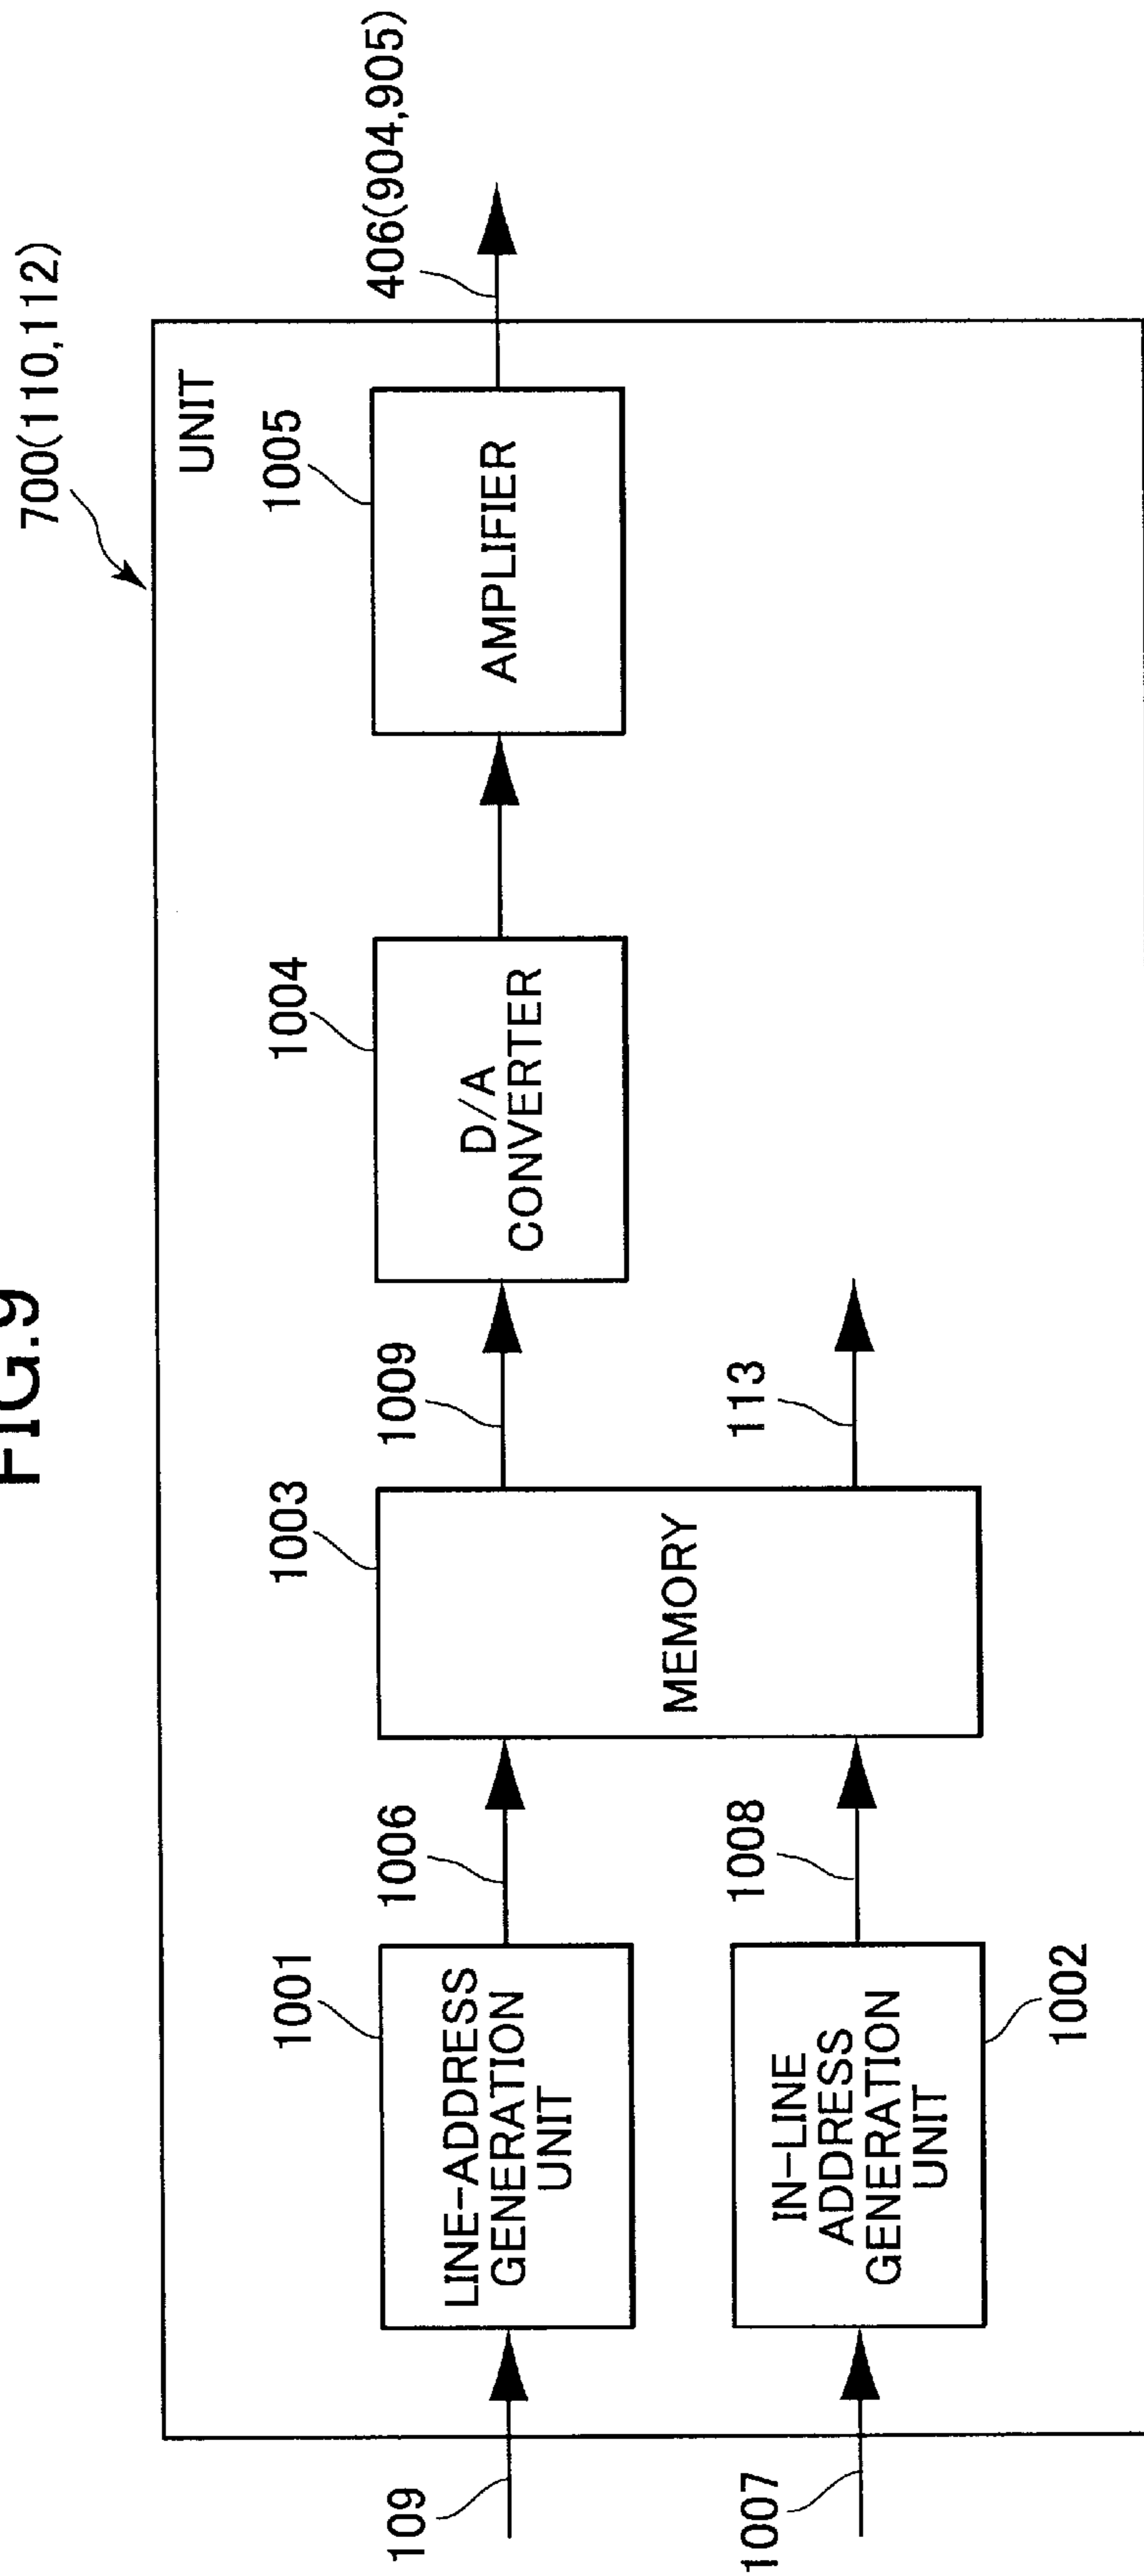 FIG.9
700(110,112)
UNIT
406(904,905)
1001
LINE-ADDRESS
GENERATION
UNIT
1006
1003
MEMORY
1009
1004
D/A
CONVERTER
1005
AMPLIFIER
109
1007
IN-LINE
ADDRESS
GENERATION
UNIT
1002
1008
113